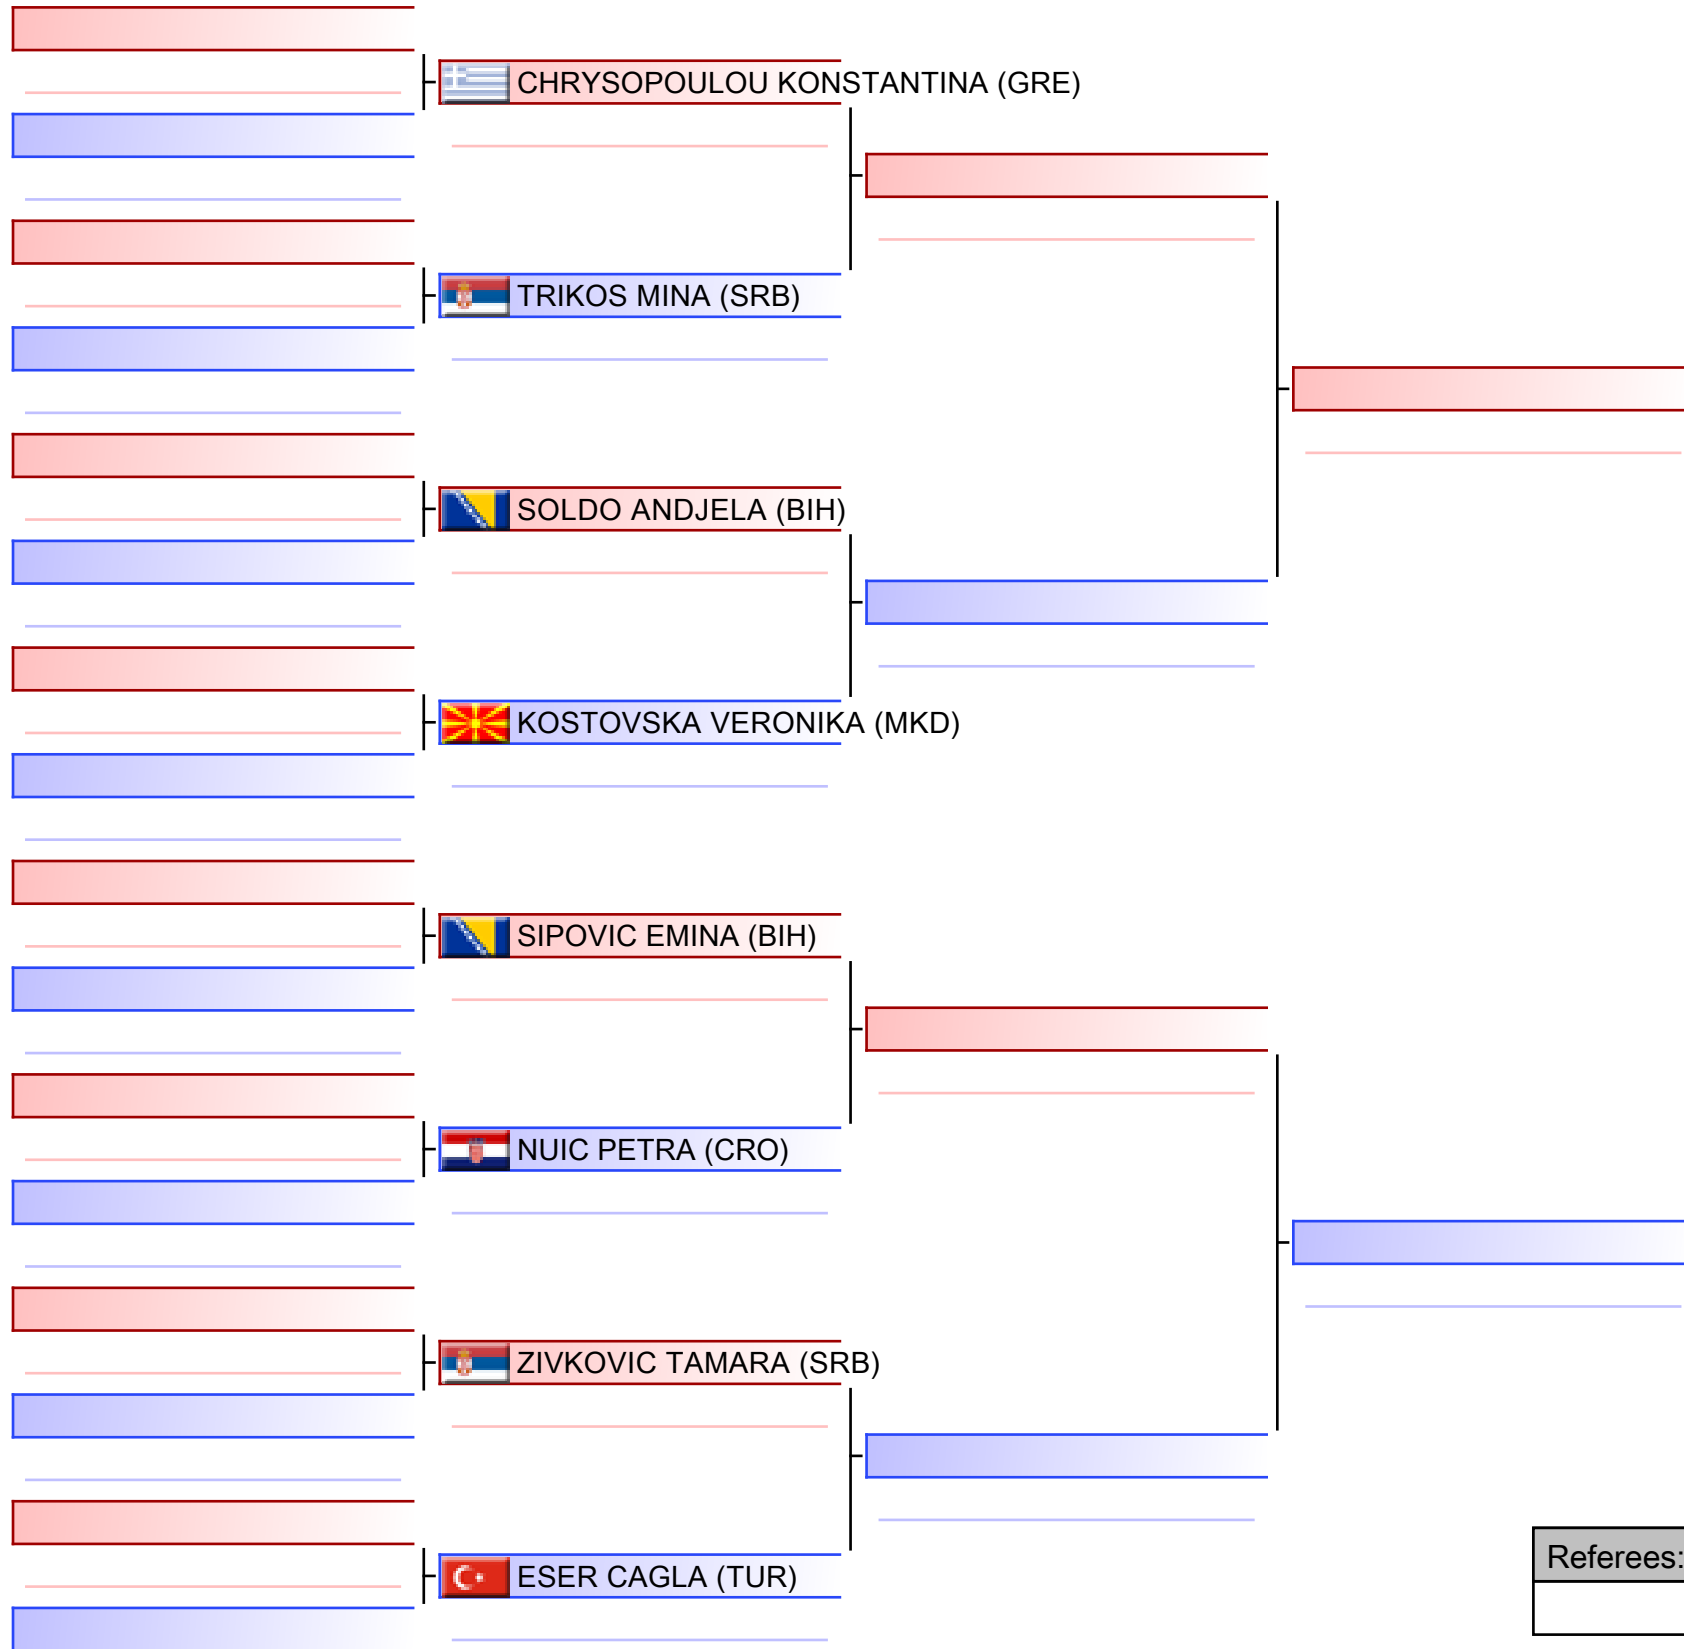 CHRYSOPOULOU KONSTANTINA (GRE)
TRIKOS MINA (SRB)
SOLDO ANDJELA (BIH)
KOSTOVSKA VERONIKA (MKD)
SIPOVIC EMINA (BIH)
NUIC PETRA (CRO)
ZIVKOVIC TAMARA (SRB)
ESER CAGLA (TUR)
Referees: